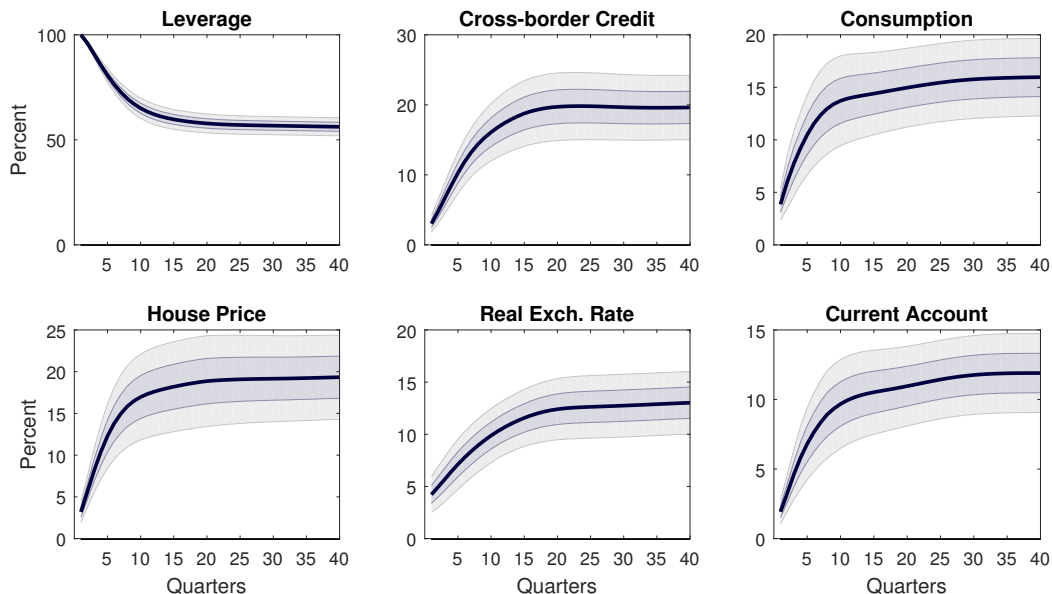 Leverage
Percent
100
50
0
5 10 15 20 25 30 35 40
Cross-border Credit
30
20
10
0
5 10 15 20 25 30 35 40
Consumption
20
15
10
5
0
5 10 15 20 25 30 35 40
House Price
Percent
25
20
15
10
5
0
5 10 15 20 25 30 35 40
Quarters
Real Exch. Rate
20
15
10
5
0
5 10 15 20 25 30 35 40
Quarters
Current Account
15
10
5
0
5 10 15 20 25 30 35 40
Quarters